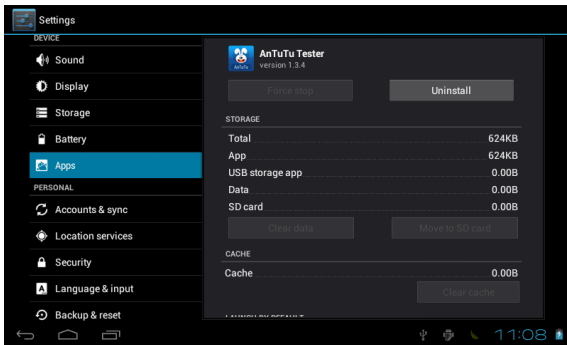 Settings
DEVICE
Sound
Display
Storage
Battery
Apps
PERSONAL
Accounts & sync
Location services
Security
Language & input
Backup & reset
AnTuTu Tester
version 1.3.4
Force stop
Uninstall
STORAGE
Total 624KB
App 624KB
USB storage app 0.00B
Data 0.00B
SD card 0.00B
Clear data
Move to SD card
CACHE
Cache 0.00B
Clear cache
LAUNCH BY DEFAULT
11:08